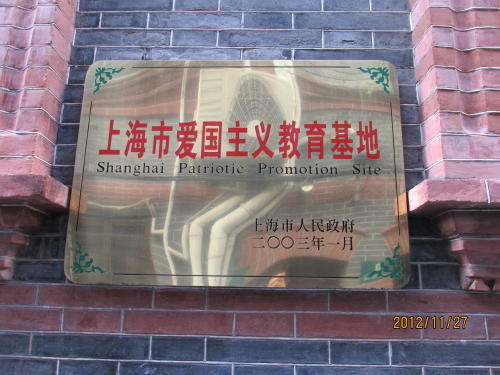 上海市爱国主义教育基地
Shanghai Patriotic Promotion Site
上海市人民政府
二〇〇三年一月
2012/11/27